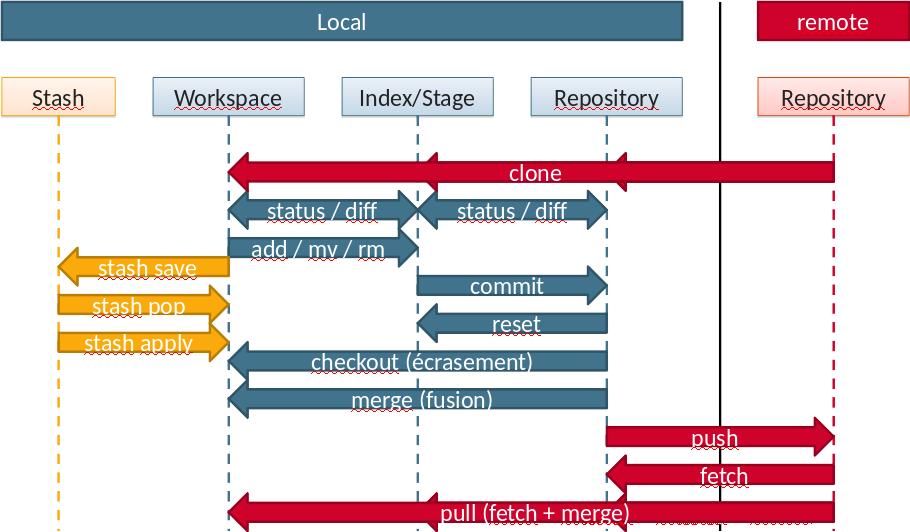 Local
remote
Stash
Workspace
Index/Stage
Repository
Repository
clone
status / diff
status / diff
add / mv / rm
stash save
commit
stash pop
reset
stash apply
checkout (écrasement)
merge (fusion)
push
fetch
pull (fetch + merge)